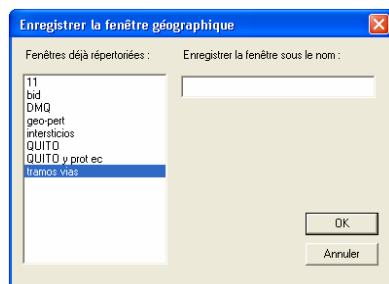 Enregistrer la fenêtre géographique
Fenêtres déjà répertoriées :
Enregistrer la fenêtre sous le nom :
11
bid
DMQ
geo-pert
intersticios
QUITO
QUITO y prot ec
tramos vias
OK
Annuler